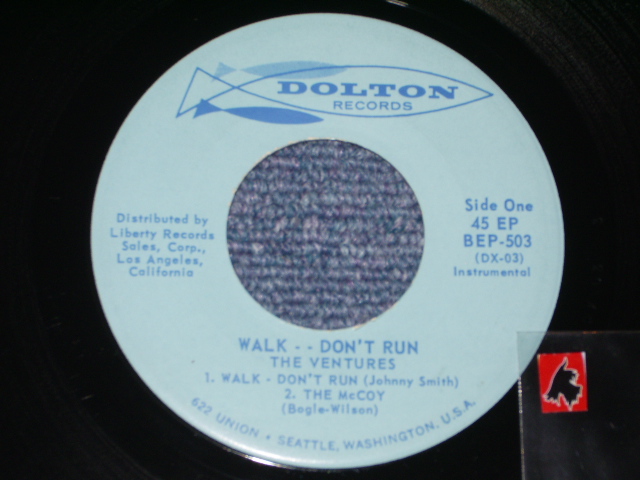 DOLTON
RECORDS
Distributed by
Liberty Records
Sales, Corp.,
Los Angeles,
California
Side One
45 EP
BEP-503
(DX-03)
Instrumental
WALK - - DON'T RUN
THE VENTURES
1. WALK - DON'T RUN (Johnny Smith)
2. THE McCOY
(Bogle-Wilson)
622 UNION • SEATTLE, WASHINGTON, U.S.A.